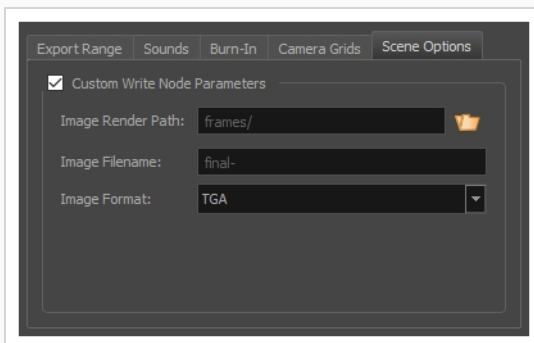 Export Range Sounds Burn-In Camera Grids Scene Options
Custom Write Node Parameters
Image Render Path: frames/
Image Filename: final-
Image Format: TGA